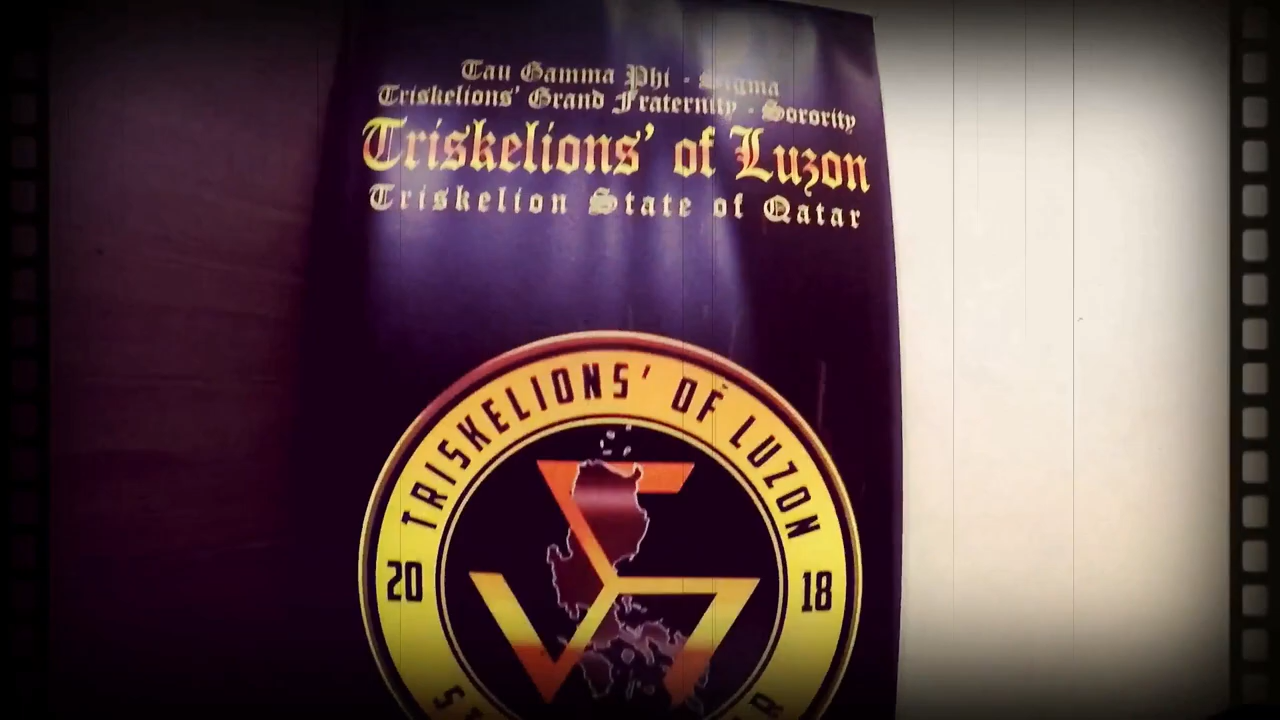 Tau Gamma Phi - Sigma
Triskelions' Grand Fraternity - Sorority
Triskelions' of Luzon
Triskelion State of Qatar
TRISKELIONS' OF LUZON
20 18